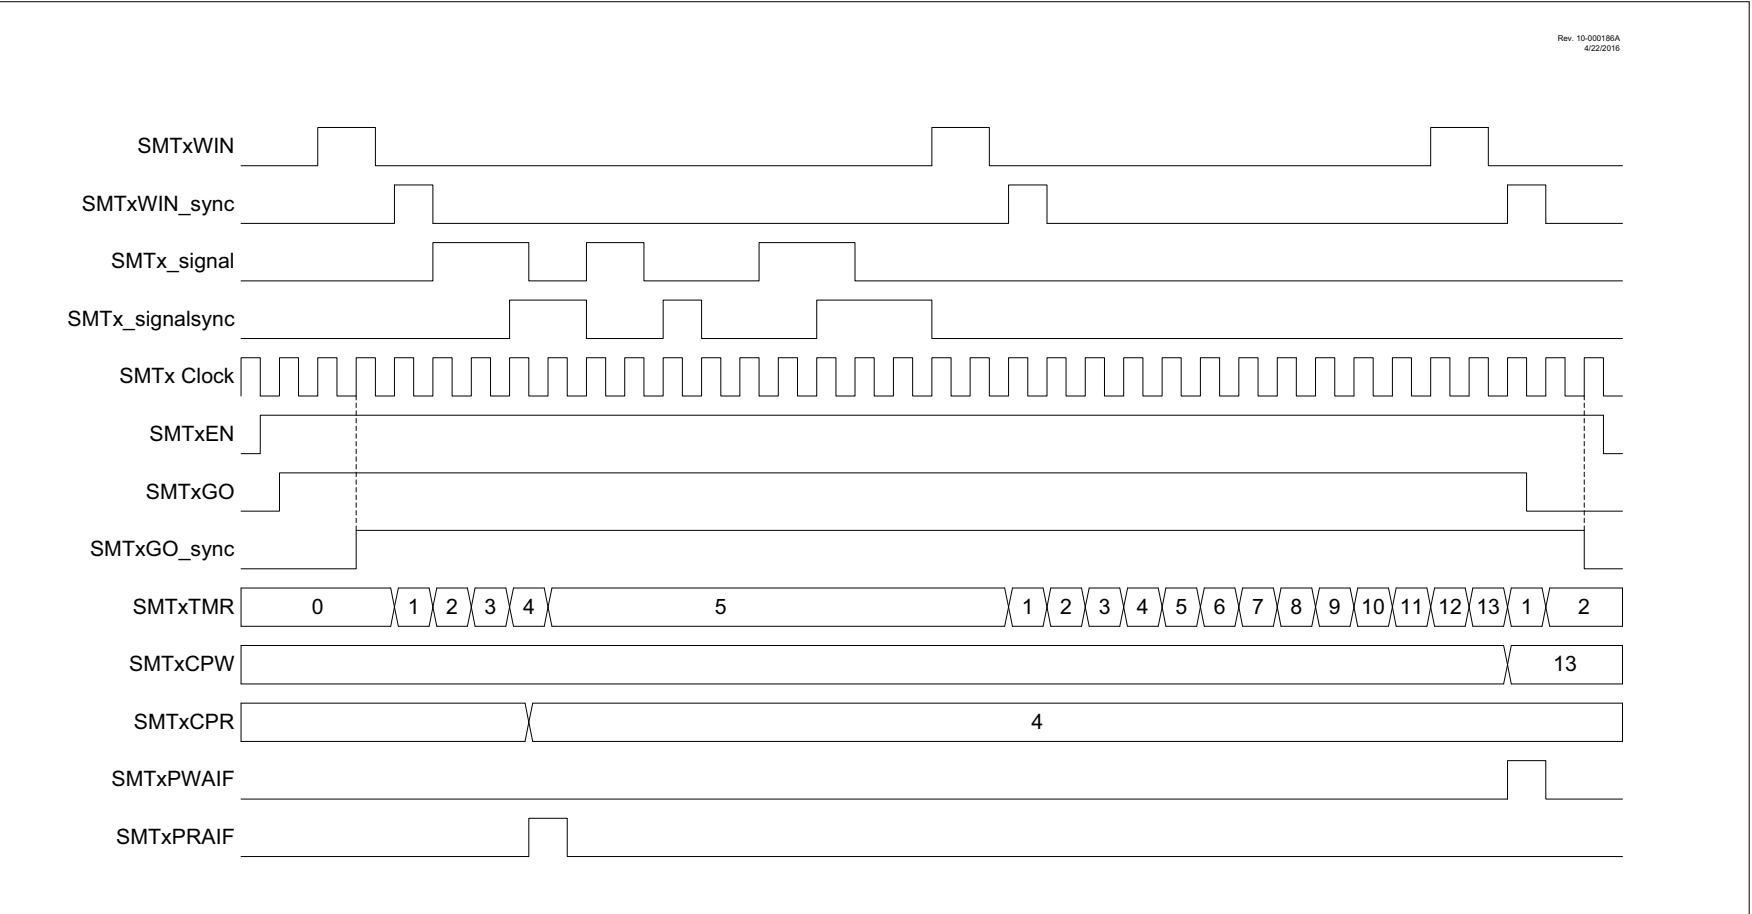 Rev. 10-000186A
4/22/2016
SMTxWIN
SMTxWIN_sync
SMTx_signal
SMTx_signalsync
SMTx Clock
SMTxEN
SMTxGO
SMTxGO_sync
SMTxTMR 0 1 2 3 4 5 1 2 3 4 5 6 7 8 9 10 11 12 13 1 2
SMTxCPW 13
SMTxCPR 4
SMTxPWAIF
SMTxPRAIF